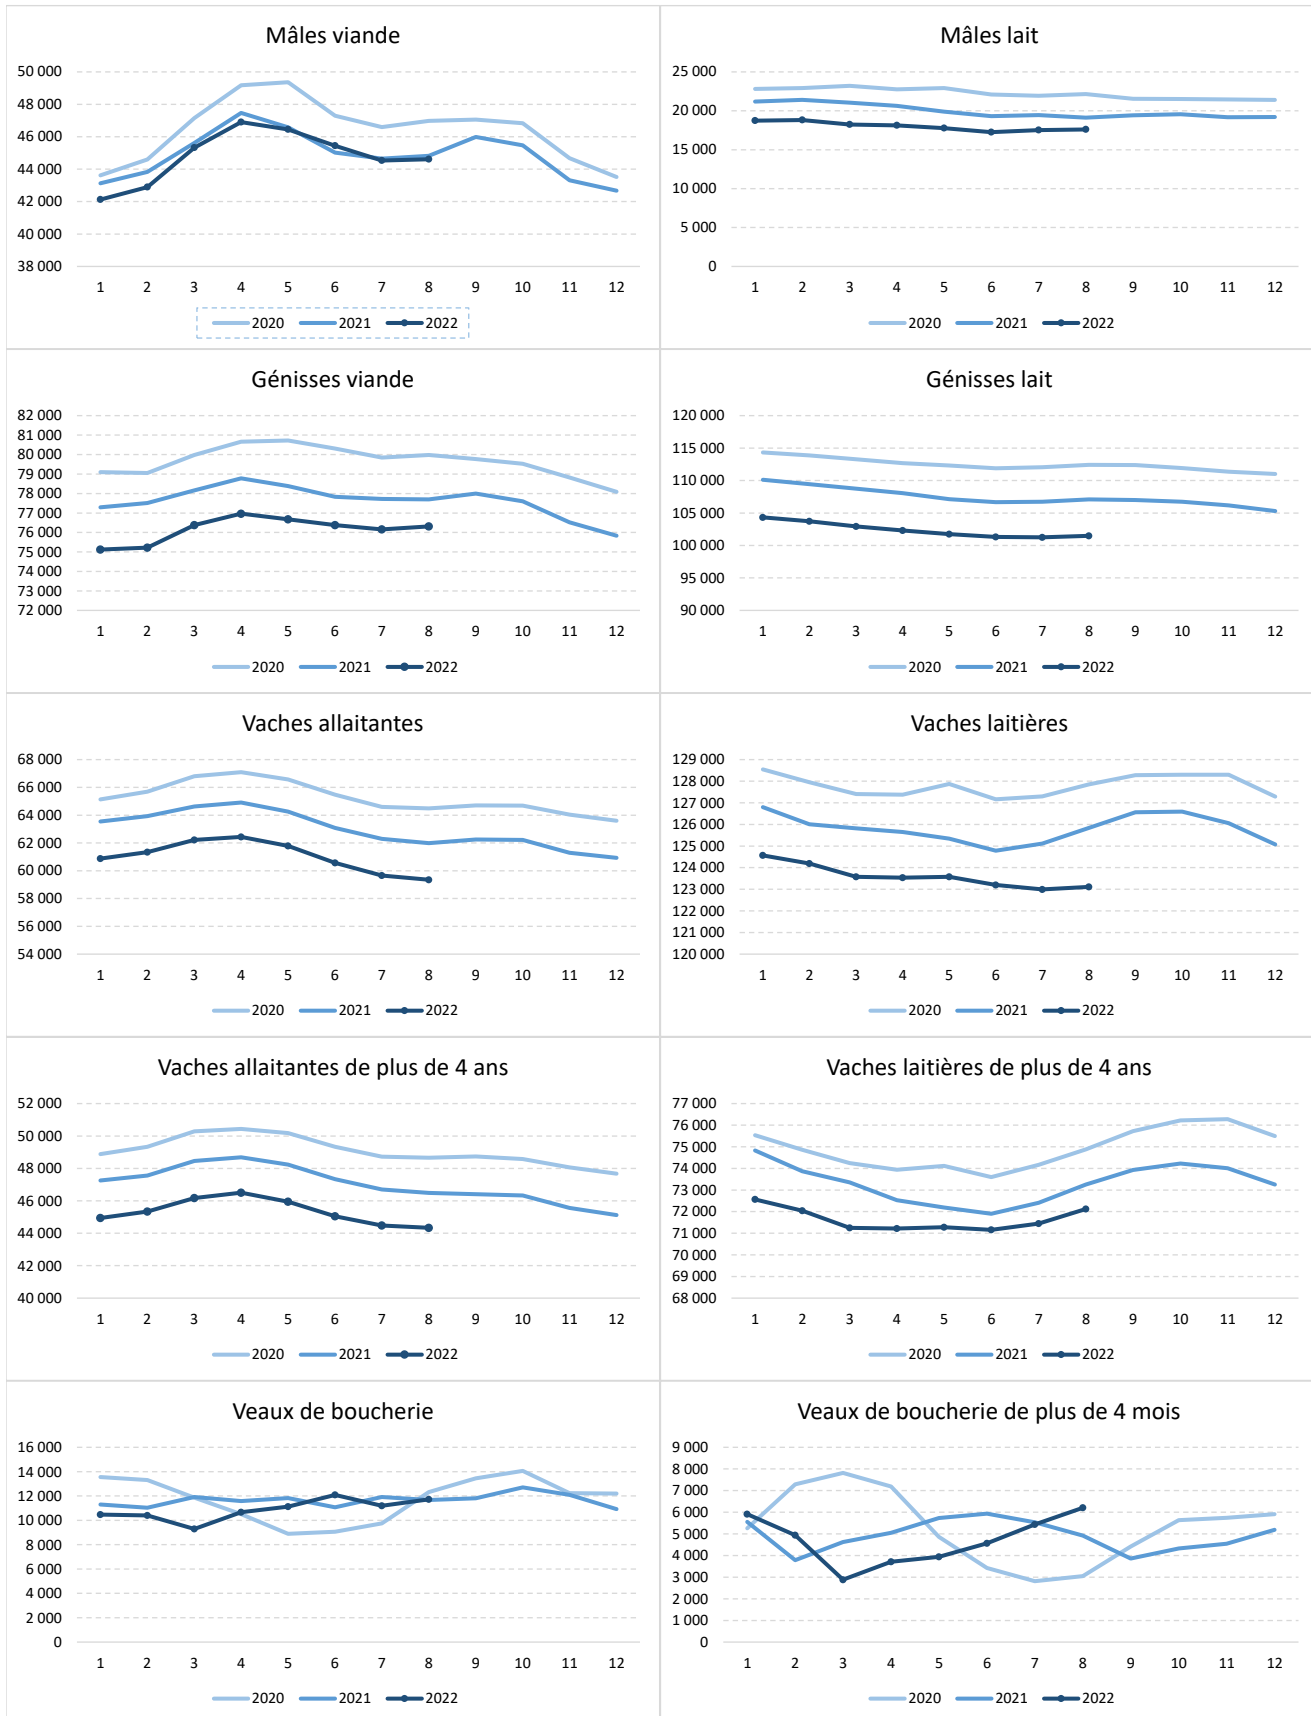 Mâles viande
50 000
48 000
46 000
44 000
42 000
40 000
38 000
1 2 3 4 5 6 7 8 9 10 11 12
2020 2021 2022
Mâles lait
25 000
20 000
15 000
10 000
5 000
0
1 2 3 4 5 6 7 8 9 10 11 12
2020 2021 2022
Génisses viande
82 000
81 000
80 000
79 000
78 000
77 000
76 000
75 000
74 000
73 000
72 000
1 2 3 4 5 6 7 8 9 10 11 12
2020 2021 2022
Génisses lait
120 000
115 000
110 000
105 000
100 000
95 000
90 000
1 2 3 4 5 6 7 8 9 10 11 12
2020 2021 2022
Vaches allaitantes
68 000
66 000
64 000
62 000
60 000
58 000
56 000
54 000
1 2 3 4 5 6 7 8 9 10 11 12
2020 2021 2022
Vaches laitières
129 000
128 000
127 000
126 000
125 000
124 000
123 000
122 000
121 000
120 000
1 2 3 4 5 6 7 8 9 10 11 12
2020 2021 2022
Vaches allaitantes de plus de 4 ans
52 000
50 000
48 000
46 000
44 000
42 000
40 000
1 2 3 4 5 6 7 8 9 10 11 12
2020 2021 2022
Vaches laitières de plus de 4 ans
77 000
76 000
75 000
74 000
73 000
72 000
71 000
70 000
69 000
68 000
1 2 3 4 5 6 7 8 9 10 11 12
2020 2021 2022
Veaux de boucherie
16 000
14 000
12 000
10 000
8 000
6 000
4 000
2 000
0
1 2 3 4 5 6 7 8 9 10 11 12
2020 2021 2022
Veaux de boucherie de plus de 4 mois
9 000
8 000
7 000
6 000
5 000
4 000
3 000
2 000
1 000
0
1 2 3 4 5 6 7 8 9 10 11 12
2020 2021 2022